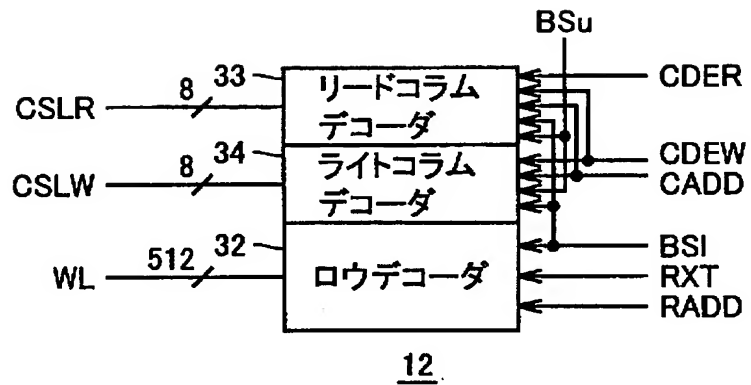 BSu
33
リードコラム
デコーダ
8
CSLR
CDER
34
ライトコラム
デコーダ
8
CSLW
CDEW
CADD
32
ロウデコーダ
512
WL
BSl
RXT
RADD
12